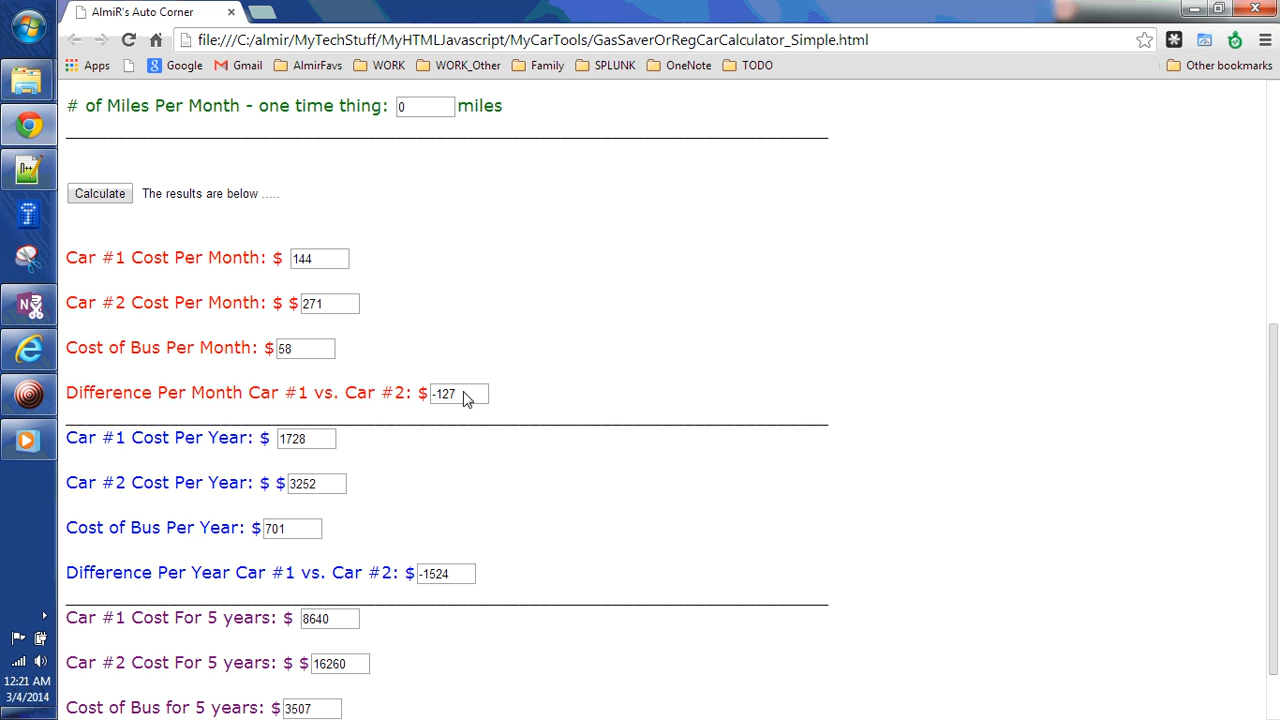 AlmiR's Auto Corner ×
file:///C:/almir/MyTechStuff/MyHTMLJavascript/MyCarTools/GasSaverOrRegCarCalculator_Simple.html
Apps Google Gmail AlmirFavs WORK WORK_Other Family SPLUNK OneNote TODO Other bookmarks
# of Miles Per Month - one time thing: 0 miles
Calculate The results are below .....
Car #1 Cost Per Month: $ 144
Car #2 Cost Per Month: $ $ 271
Cost of Bus Per Month: $ 58
Difference Per Month Car #1 vs. Car #2: $ -127
Car #1 Cost Per Year: $ 1728
Car #2 Cost Per Year: $ $ 3252
Cost of Bus Per Year: $ 701
Difference Per Year Car #1 vs. Car #2: $ -1524
Car #1 Cost For 5 years: $ 8640
Car #2 Cost For 5 years: $ $ 16260
Cost of Bus for 5 years: $ 3507
12:21 AM
3/4/2014